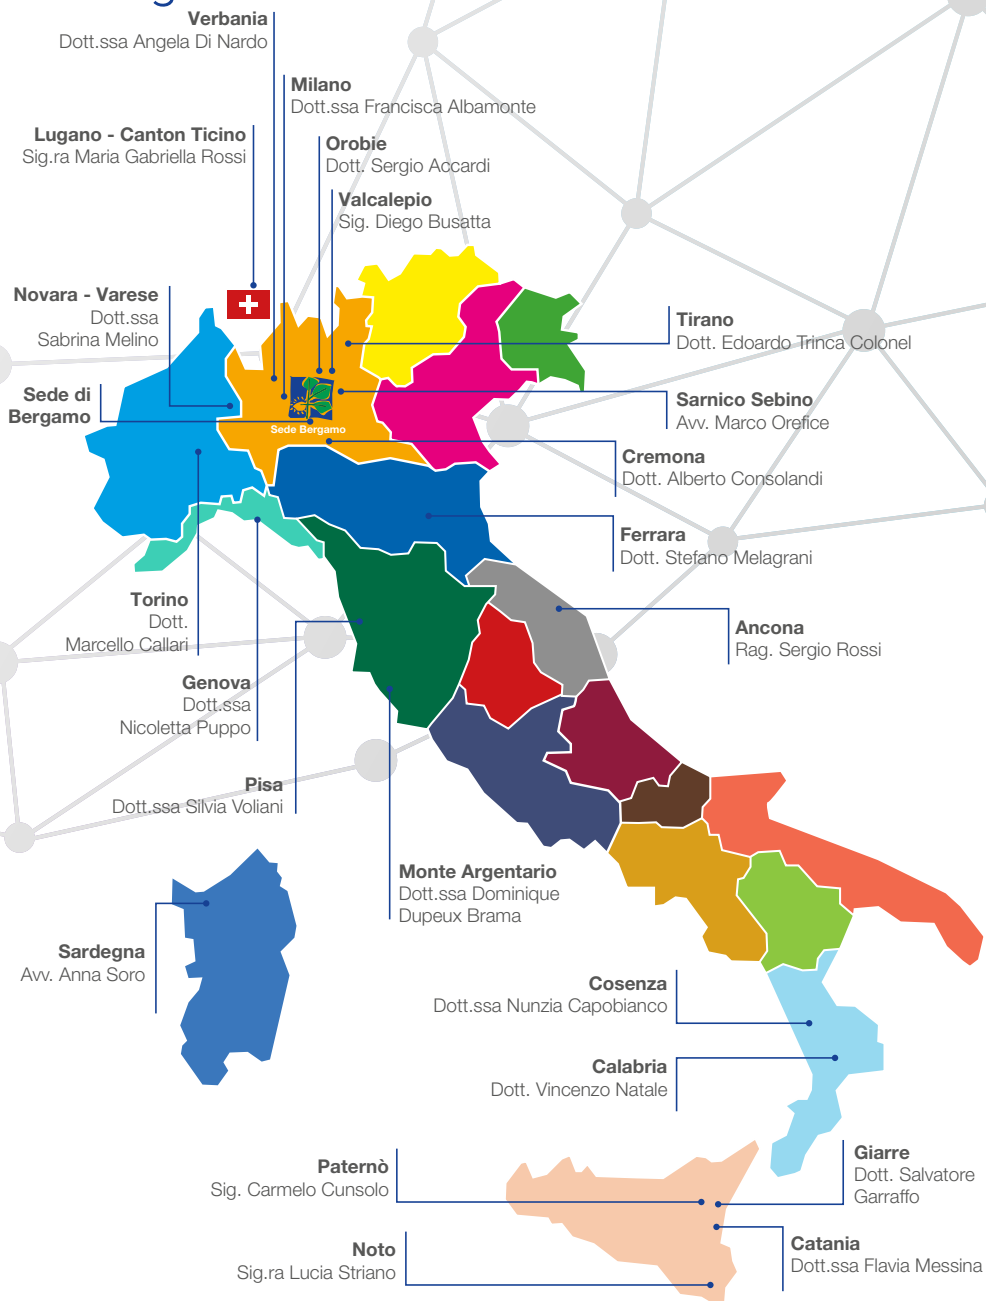 Verbania
Dott.ssa Angela Di Nardo
Milano
Dott.ssa Francisca Albamonte
Lugano - Canton Ticino
Sig.ra Maria Gabriella Rossi
Orobie
Dott. Sergio Accardi
Valcalepio
Sig. Diego Busatta
Novara - Varese
Dott.ssa
Sabrina Melino
Tirano
Dott. Edoardo Trinca Colonel
Sede di
Bergamo
Sede Bergamo
Sarnico Sebino
Avv. Marco Orefice
Cremona
Dott. Alberto Consolandi
Ferrara
Dott. Stefano Melagrani
Torino
Dott.
Marcello Callari
Ancona
Rag. Sergio Rossi
Genova
Dott.ssa
Nicoletta Puppo
Pisa
Dott.ssa Silvia Voliani
Monte Argentario
Dott.ssa Dominique
Dupeux Brama
Sardegna
Avv. Anna Soro
Cosenza
Dott.ssa Nunzia Capobianco
Calabria
Dott. Vincenzo Natale
Paternò
Sig. Carmelo Cunsolo
Giarre
Dott. Salvatore
Garraffo
Noto
Sig.ra Lucia Striano
Catania
Dott.ssa Flavia Messina